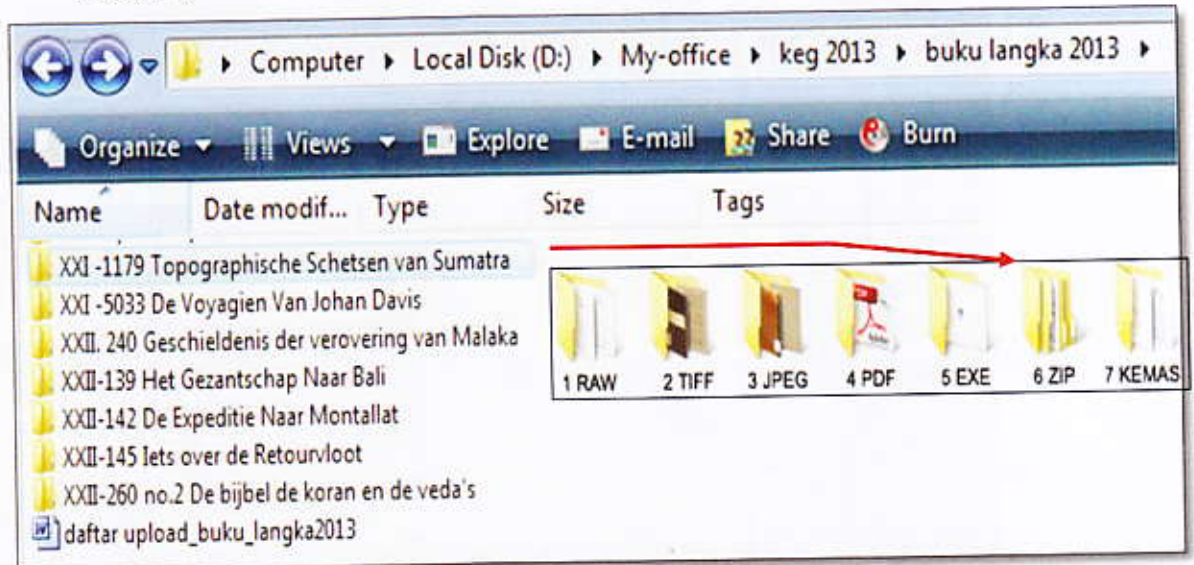 Computer ▸ Local Disk (D:) ▸ My-office ▸ keg 2013 ▸ buku langka 2013 ▸
Organize Views Explore E-mail Share Burn
Name Date modif... Type Size Tags
XXI -1179 Topographische Schetsen van Sumatra
XXI -5033 De Voyagien Van Johan Davis
XXII. 240 Geschieldenis der verovering van Malaka
XXII-139 Het Gezantschap Naar Bali
XXII-142 De Expeditie Naar Montallat
XXII-145 Iets over de Retourvloot
XXII-260 no.2 De bijbel de koran en de veda's
daftar upload_buku_langka2013
1 RAW 2 TIFF 3 JPEG 4 PDF 5 EXE 6 ZIP 7 KEMAS